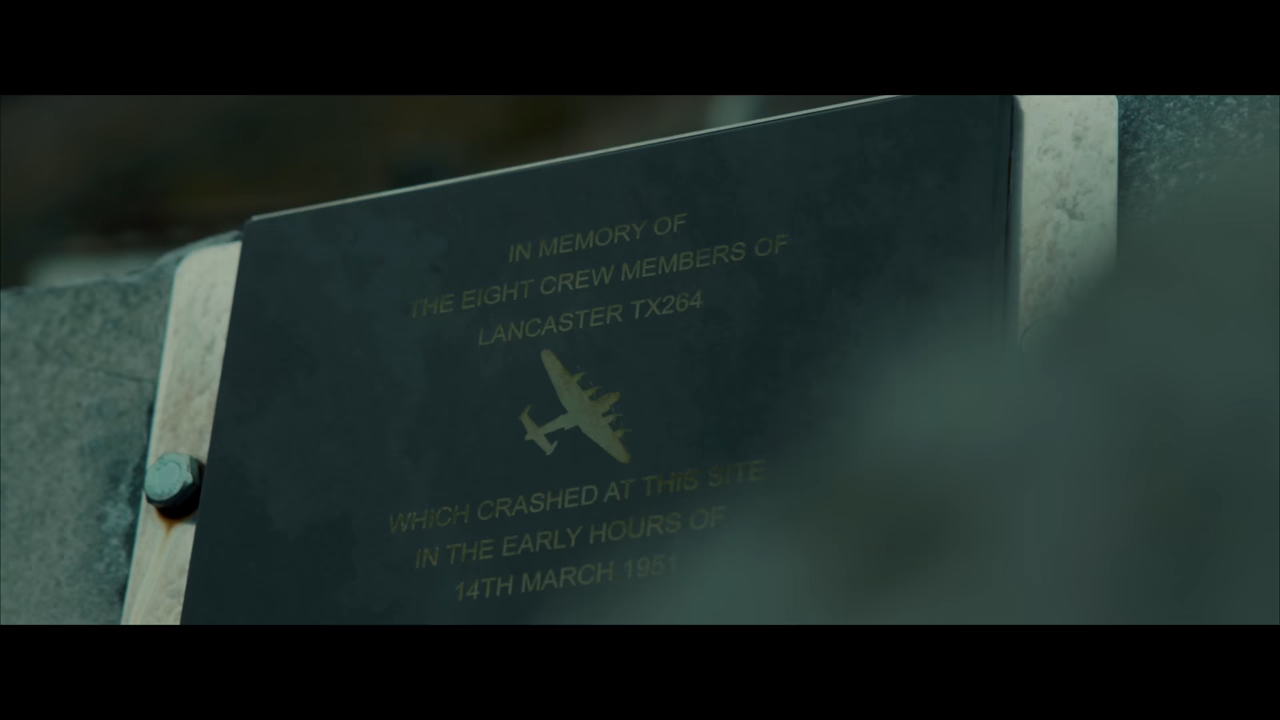 IN MEMORY OF
THE EIGHT CREW MEMBERS OF
LANCASTER TX264
WHICH CRASHED AT THIS SITE
IN THE EARLY HOURS OF
14TH MARCH 1951